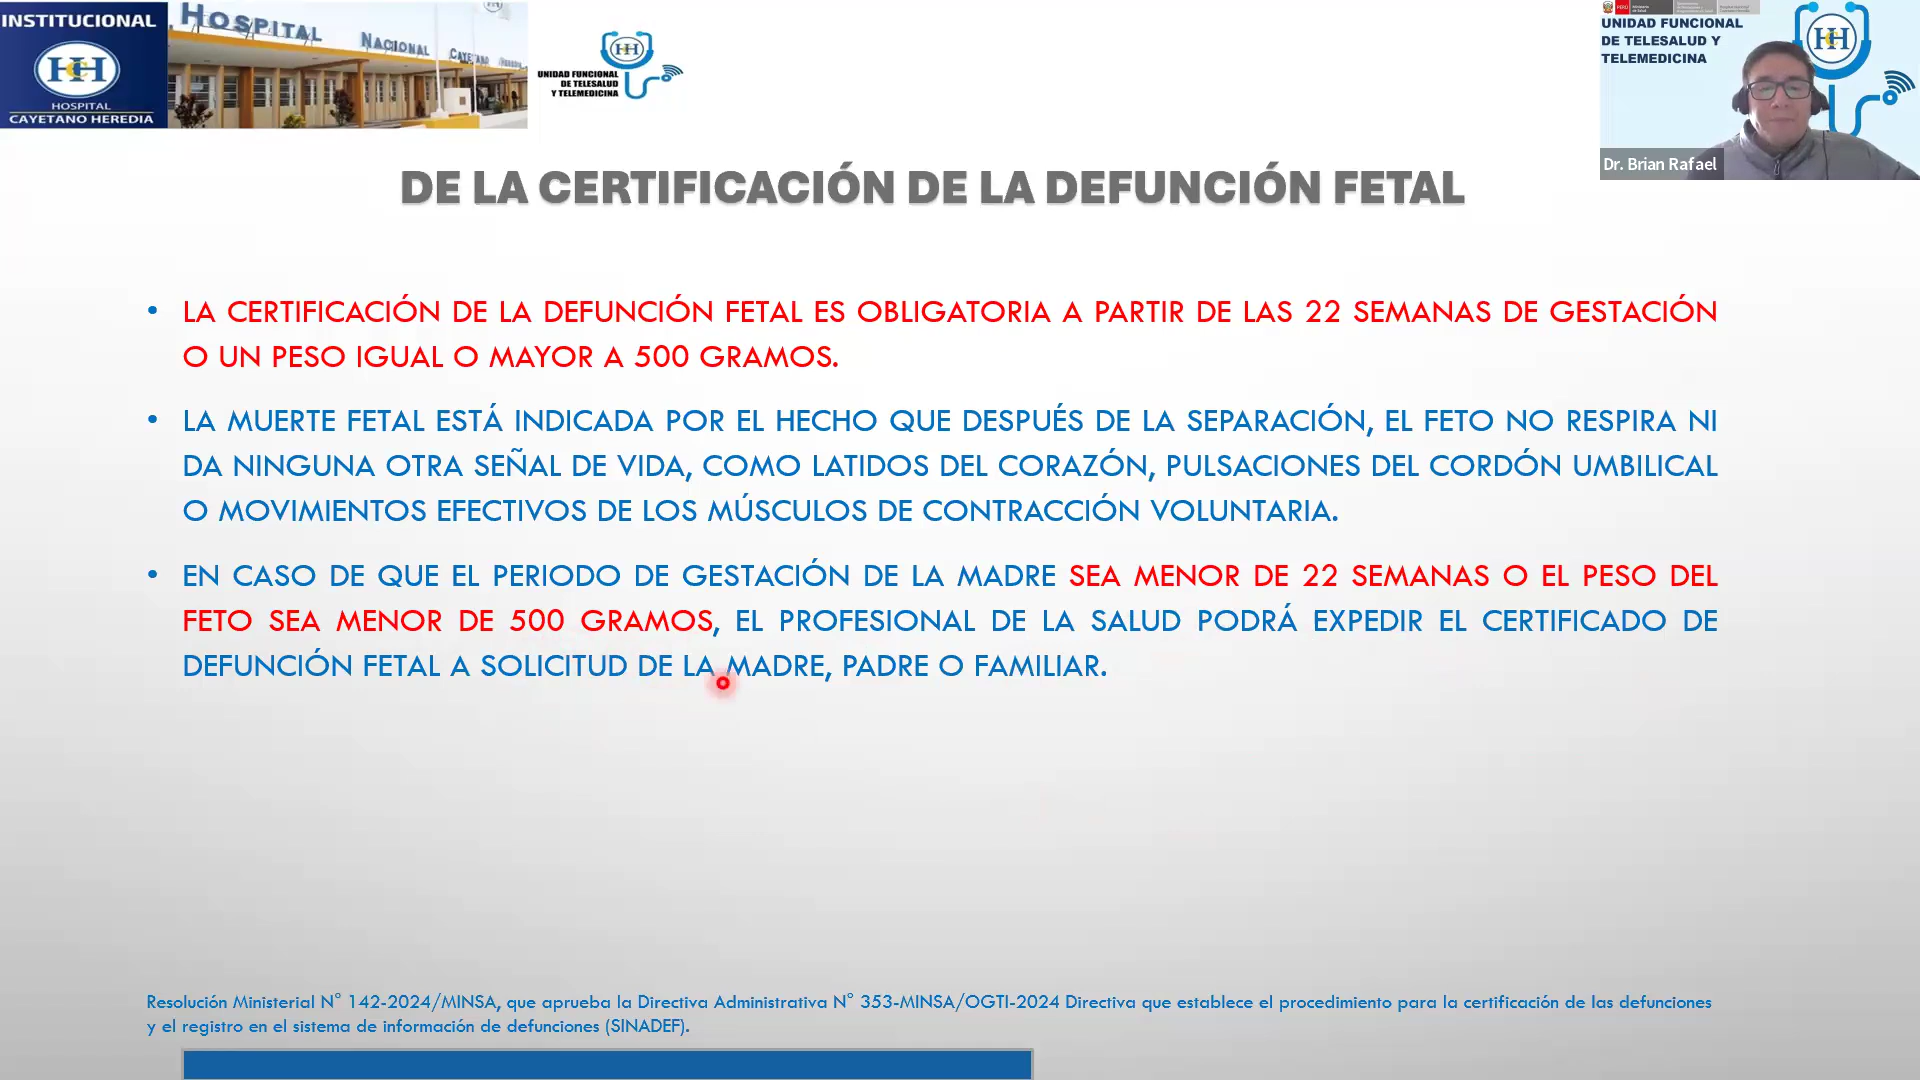 INSTITUCIONAL
HOSPITAL
CAYETANO HEREDIA
HOSPITAL NACIONAL CAYETANO HEREDIA
UNIDAD FUNCIONAL
DE TELESALUD
Y TELEMEDICINA
UNIDAD FUNCIONAL
DE TELESALUD Y
TELEMEDICINA
Dr. Brian Rafael
DE LA CERTIFICACIÓN DE LA DEFUNCIÓN FETAL
• LA CERTIFICACIÓN DE LA DEFUNCIÓN FETAL ES OBLIGATORIA A PARTIR DE LAS 22 SEMANAS DE GESTACIÓN
O UN PESO IGUAL O MAYOR A 500 GRAMOS.
• LA MUERTE FETAL ESTÁ INDICADA POR EL HECHO QUE DESPUÉS DE LA SEPARACIÓN, EL FETO NO RESPIRA NI
DA NINGUNA OTRA SEÑAL DE VIDA, COMO LATIDOS DEL CORAZÓN, PULSACIONES DEL CORDÓN UMBILICAL
O MOVIMIENTOS EFECTIVOS DE LOS MÚSCULOS DE CONTRACCIÓN VOLUNTARIA.
• EN CASO DE QUE EL PERIODO DE GESTACIÓN DE LA MADRE SEA MENOR DE 22 SEMANAS O EL PESO DEL
FETO SEA MENOR DE 500 GRAMOS, EL PROFESIONAL DE LA SALUD PODRÁ EXPEDIR EL CERTIFICADO DE
DEFUNCIÓN FETAL A SOLICITUD DE LA MADRE, PADRE O FAMILIAR.
Resolución Ministerial N° 142-2024/MINSA, que aprueba la Directiva Administrativa N° 353-MINSA/OGTI-2024 Directiva que establece el procedimiento para la certificación de las defunciones
y el registro en el sistema de información de defunciones (SINADEF).